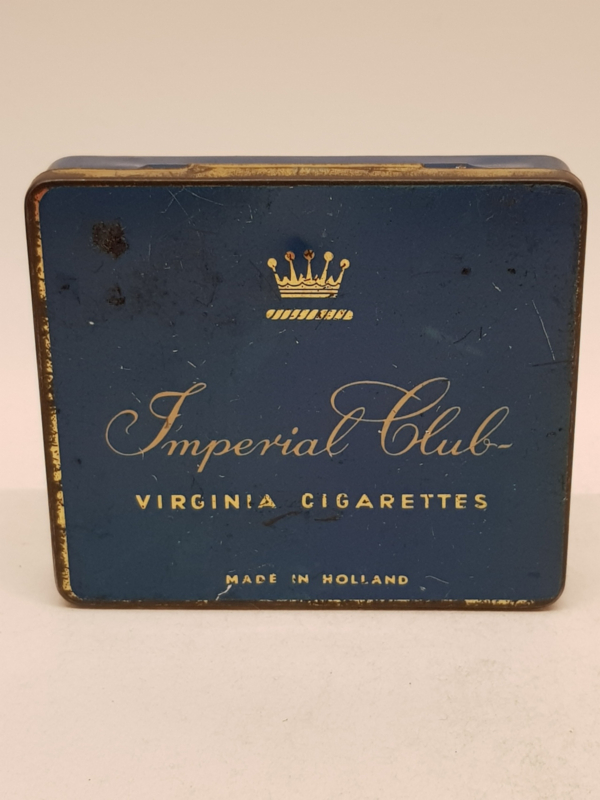 Imperial Club
VIRGINIA CIGARETTES
MADE IN HOLLAND